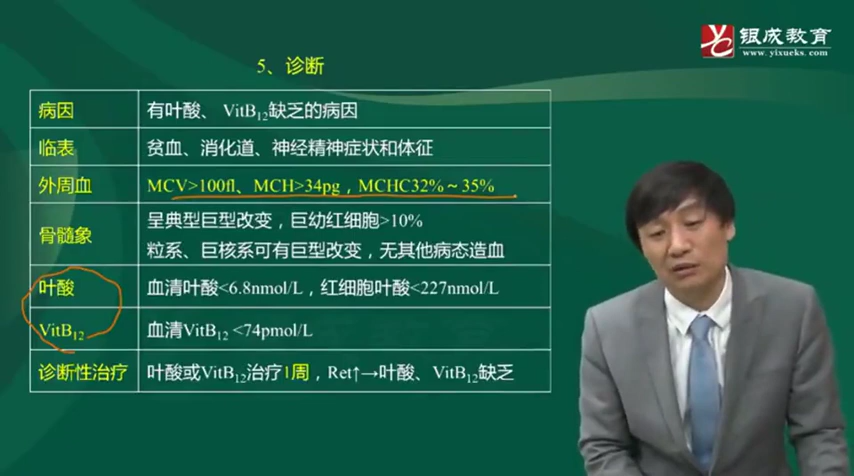 银成教育
www.yixueks.com
5、诊断
病因 有叶酸、VitB12缺乏的病因
临表 贫血、消化道、神经精神症状和体征
外周血 MCV>100fl、MCH>34pg，MCHC32%～35%
骨髓象 呈典型巨型改变，巨幼红细胞>10%
粒系、巨核系可有巨型改变，无其他病态造血
叶酸 血清叶酸<6.8nmol/L，红细胞叶酸<227nmol/L
VitB12 血清VitB12 <74pmol/L
诊断性治疗 叶酸或VitB12治疗1周，Ret↑→叶酸、VitB12缺乏